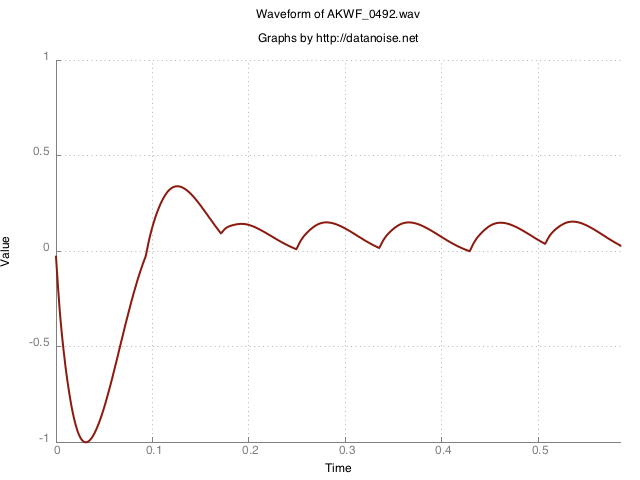 Waveform of AKWF_0492.wav
Graphs by http://datanoise.net
1
0.5
0
-0.5
-1
Value
0 0.1 0.2 0.3 0.4 0.5
Time